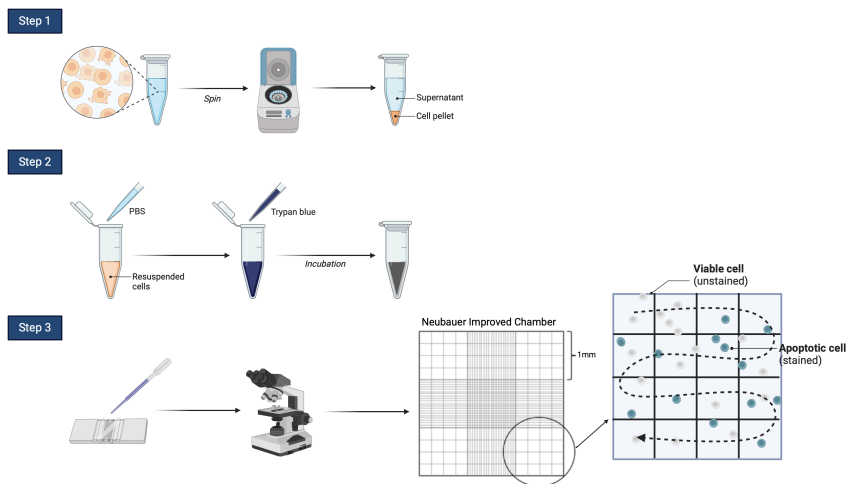 Step 1
Spin
Supernatant
Cell pellet
Step 2
PBS
Trypan blue
Resuspended
cells
Incubation
Step 3
Neubauer Improved Chamber
1mm
Viable cell
(unstained)
Apoptotic cell
(stained)